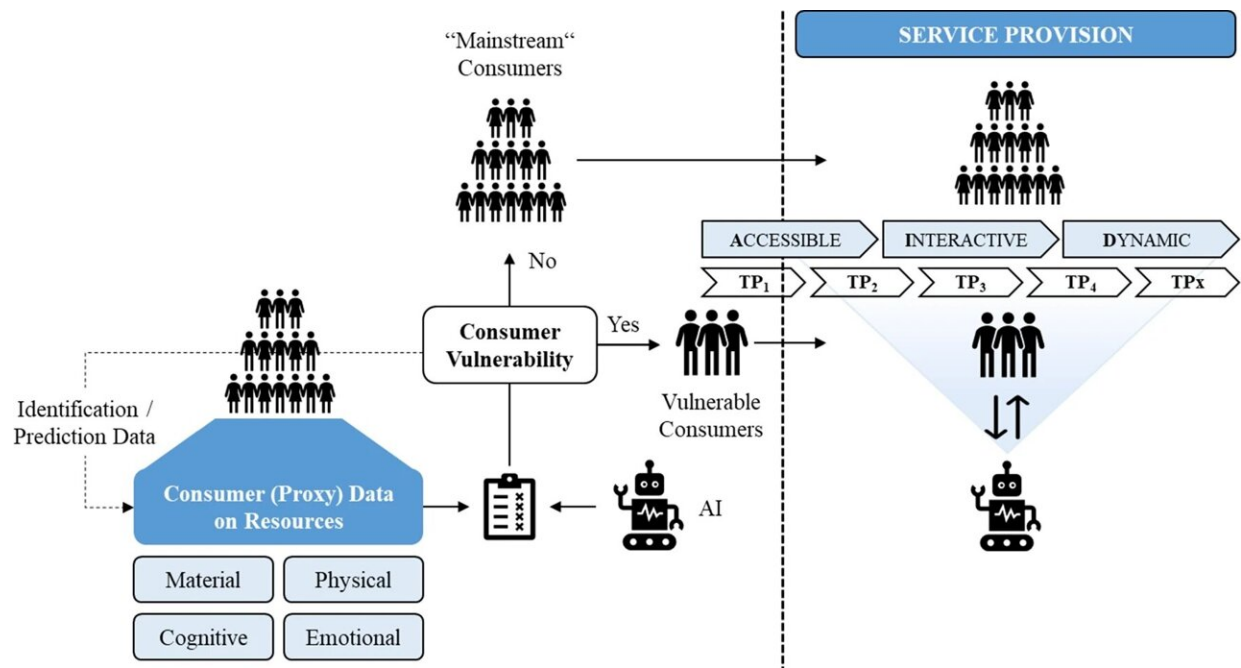 “Mainstream“
Consumers
SERVICE PROVISION
ACCESSIBLE
INTERACTIVE
DYNAMIC
TP₁
TP₂
TP₃
TP₄
TPx
No
Consumer
Vulnerability
Yes
Vulnerable
Consumers
Identification /
Prediction Data
Consumer (Proxy) Data
on Resources
AI
Material
Physical
Cognitive
Emotional